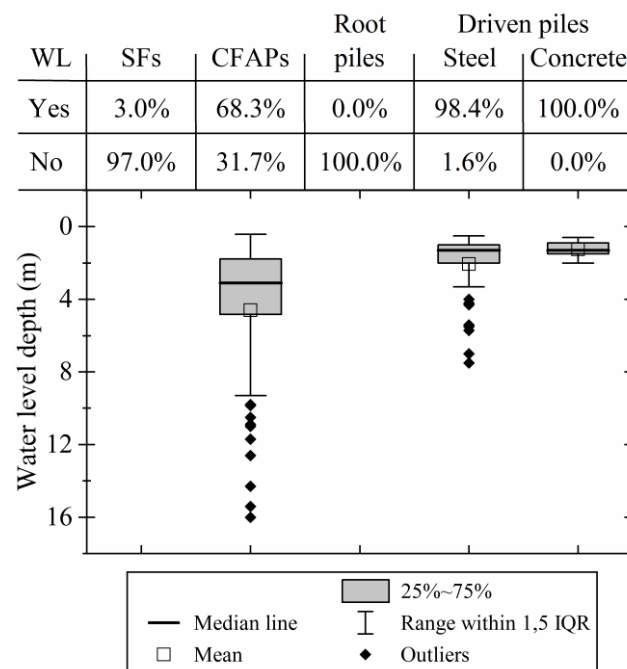 Root
Driven piles
WL SFs CFAPs piles Steel Concrete
Yes 3.0% 68.3% 0.0% 98.4% 100.0%
No 97.0% 31.7% 100.0% 1.6% 0.0%
0
4
8
12
16
Water level depth (m)
25%~75%
Median line
Range within 1,5 IQR
Mean
Outliers